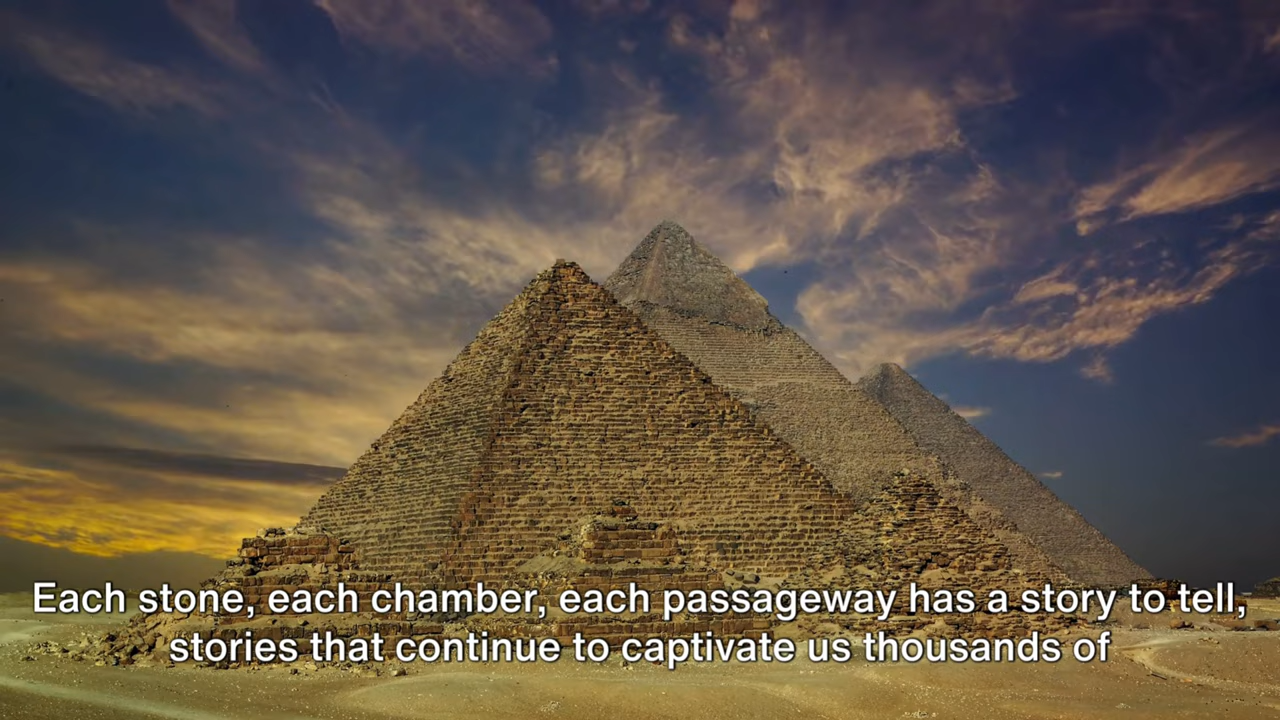 Each stone, each chamber, each passageway has a story to tell,
stories that continue to captivate us thousands of